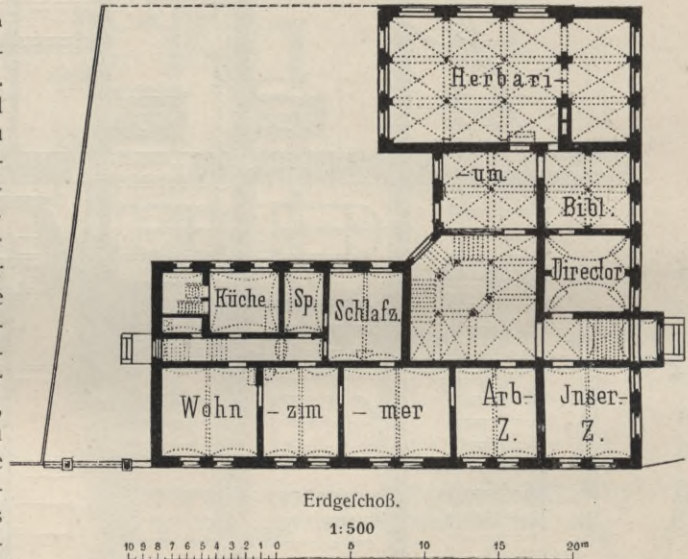 Herbari-
-um
Bibl.
Director
Küche
Sp.
Schlafz.
Wohn -zim -mer
Arb-
Z.
Jnser-
Z.
Erdgeſchoß.
1:500
10 9 8 7 6 5 4 3 2 1 0 5 10 15 20m